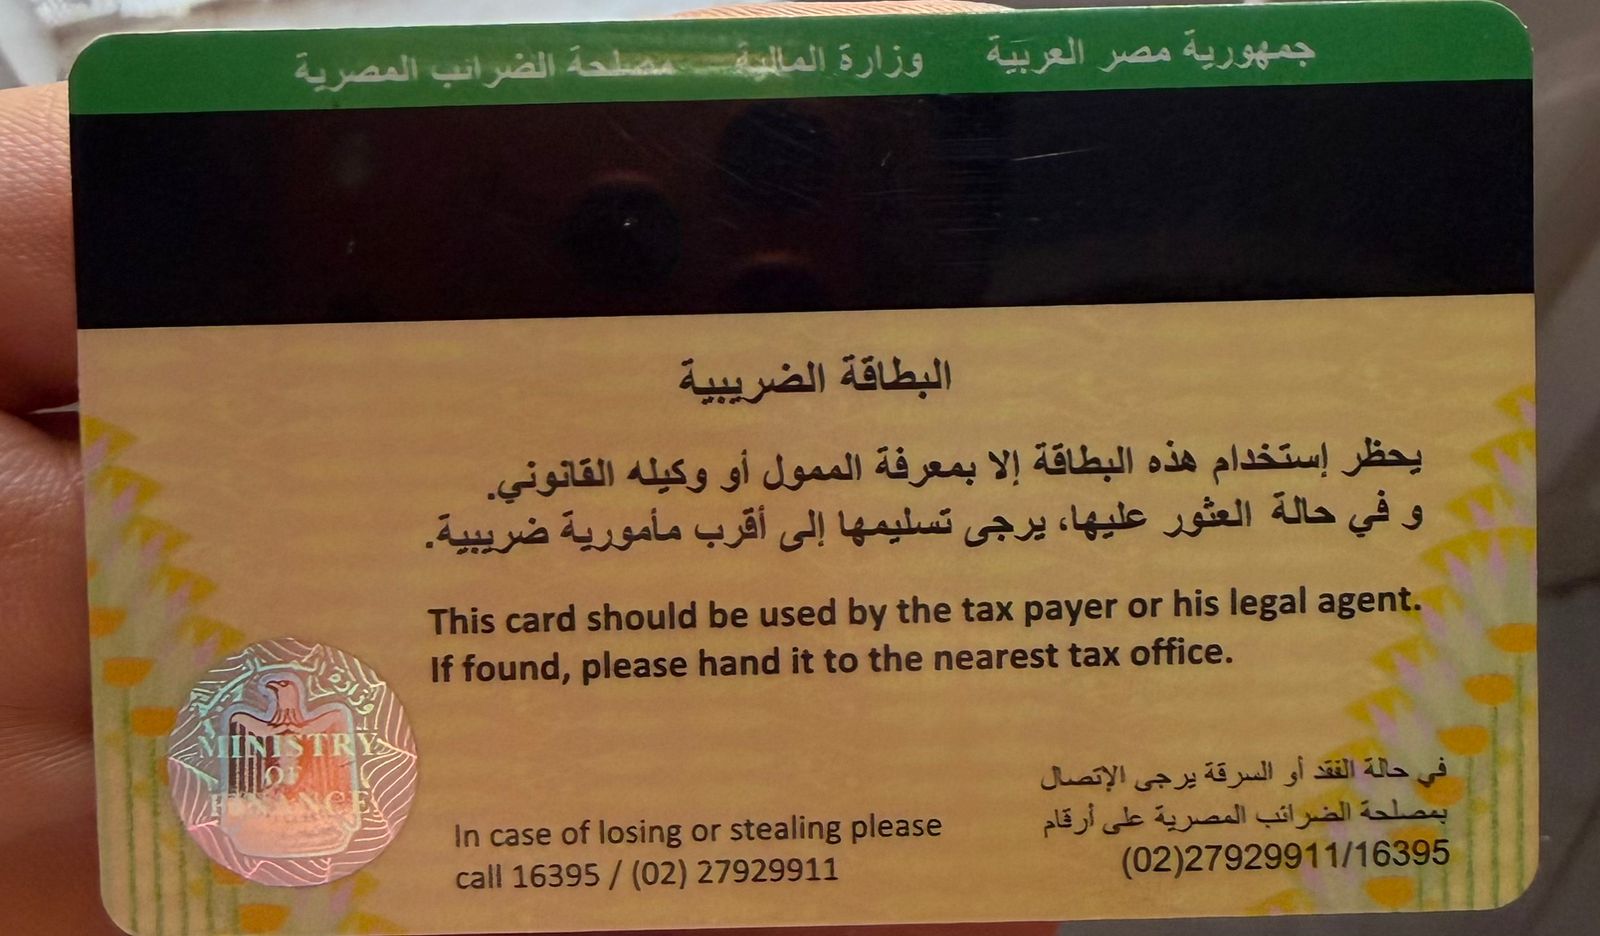 جمهورية مصر العربية وزارة المالية مصلحة الضرائب المصرية
البطاقة الضريبية
يحظر إستخدام هذه البطاقة إلا بمعرفة الممول أو وكيله القانوني.
و في حالة العثور عليها، يرجى تسليمها إلى أقرب مأمورية ضريبية.
This card should be used by the tax payer or his legal agent.
If found, please hand it to the nearest tax office.
وزارة
MINISTRY
OF
FINANCE
In case of losing or stealing please
call 16395 / (02) 27929911
في حالة الفقد أو السرقة يرجى الإتصال
بمصلحة الضرائب المصرية على أرقام
(02)27929911/16395